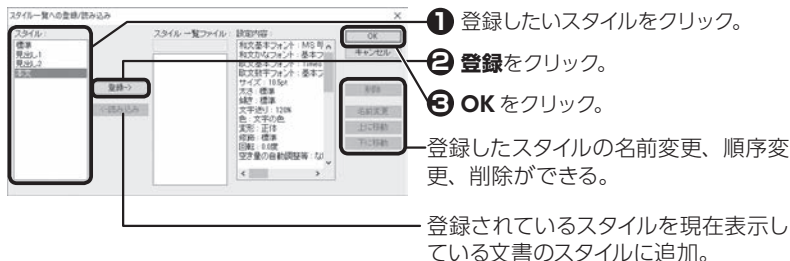 スタイル一覧への登録/読み込み
スタイル:
標準
見出し1
見出し2
本文
登録->
<-読み込み
スタイル一覧ファイル:
設定内容:
和文基本フォント: MS 明
和文かなフォント: 基本フ
欧文基本フォント: Times
欧文数字フォント: 基本フ
サイズ: 10.5pt
太さ: 標準
傾き: 標準
文字送り: 120%
色: 文字の色
変形: 正体
縦線: 標準
回転: 0.0度
空き量の自動調整等: なし
OK
キャンセル
削除
名前変更
上に移動
下に移動
❶ 登録したいスタイルをクリック。
❷ 登録をクリック。
❸ OK をクリック。
登録したスタイルの名前変更、順序変
更、削除ができる。
登録されているスタイルを現在表示し
ている文書のスタイルに追加。